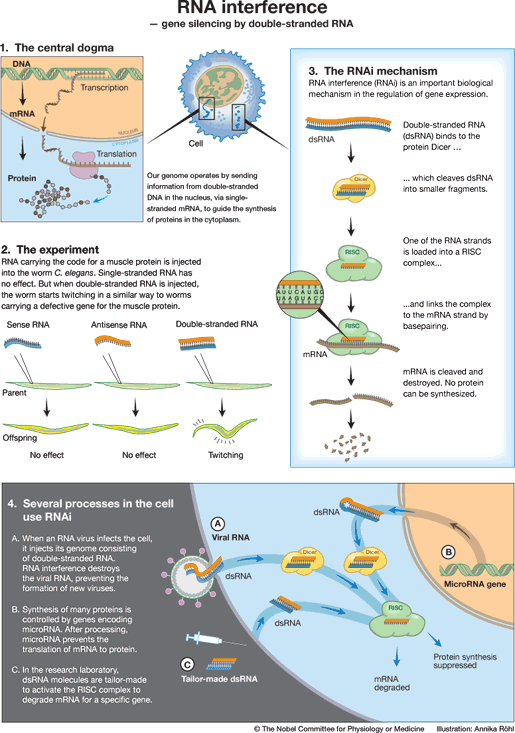 RNA interference
— gene silencing by double-stranded RNA
1. The central dogma
DNA
Transcription
mRNA
NUCLEUS
CYTOPLASM
Translation
Protein
Cell
Our genome operates by sending
information from double-stranded
DNA in the nucleus, via single-
stranded mRNA, to guide the synthesis
of proteins in the cytoplasm.
2. The experiment
RNA carrying the code for a muscle protein is injected
into the worm C. elegans. Single-stranded RNA has
no effect. But when double-stranded RNA is injected,
the worm starts twitching in a similar way to worms
carrying a defective gene for the muscle protein.
Sense RNA
Antisense RNA
Double-stranded RNA
Parent
Offspring
No effect
No effect
Twitching
3. The RNAi mechanism
RNA interference (RNAi) is an important biological
mechanism in the regulation of gene expression.
dsRNA
Double-stranded RNA
(dsRNA) binds to the
protein Dicer ...
Dicer
... which cleaves dsRNA
into smaller fragments.
RISC
One of the RNA strands
is loaded into a RISC
complex...
AUUCAUGG
UAAGUACC
RISC
mRNA
...and links the complex
to the mRNA strand by
basepairing.
mRNA is cleaved and
destroyed. No protein
can be synthesized.
4. Several processes in the cell
use RNAi
A. When an RNA virus infects the cell,
it injects its genome consisting
of double-stranded RNA.
RNA interference destroys
the viral RNA, preventing the
formation of new viruses.
B. Synthesis of many proteins is
controlled by genes encoding
microRNA. After processing,
microRNA prevents the
translation of mRNA to protein.
C. In the research laboratory,
dsRNA molecules are tailor-made
to activate the RISC complex to
degrade mRNA for a specific gene.
A
Viral RNA
dsRNA
Dicer
dsRNA
Dicer
B
MicroRNA gene
dsRNA
RISC
C
Tailor-made dsRNA
mRNA
degraded
Protein synthesis
suppressed
© The Nobel Committee for Physiology or Medicine Illustration: Annika Röhl